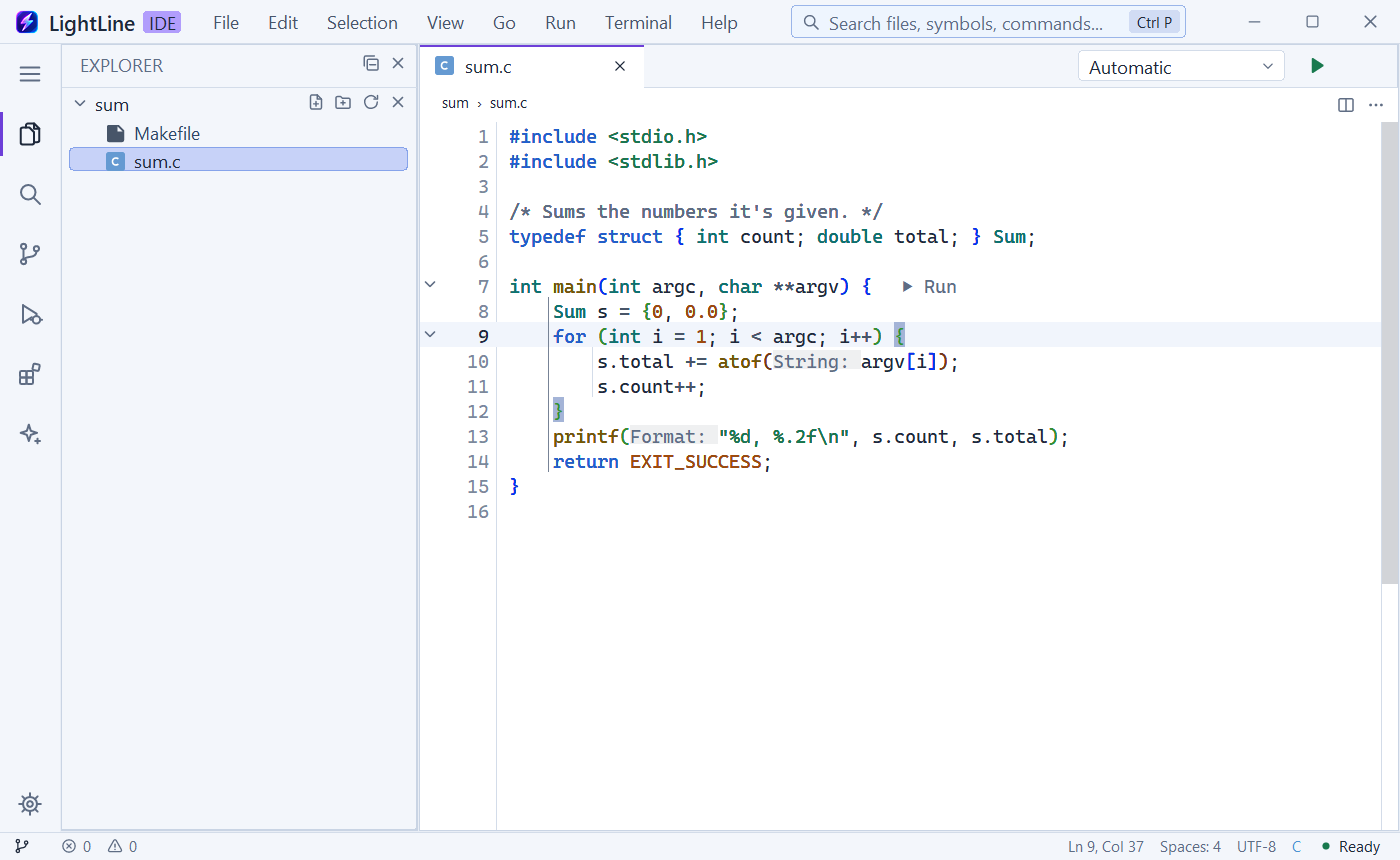 LightLine IDE File Edit Selection View Go Run Terminal Help Search files, symbols, commands... Ctrl P
EXPLORER
sum
Makefile
C sum.c
C sum.c
Automatic
sum › sum.c
1 #include <stdio.h>
2 #include <stdlib.h>
3
4 /* Sums the numbers it's given. */
5 typedef struct { int count; double total; } Sum;
6
7 int main(int argc, char **argv) { Run
8 Sum s = {0, 0.0};
9 for (int i = 1; i < argc; i++) {
10 s.total += atof(String: argv[i]);
11 s.count++;
12 }
13 printf(Format: "%d, %.2f\n", s.count, s.total);
14 return EXIT_SUCCESS;
15 }
16
0 0 Ln 9, Col 37 Spaces: 4 UTF-8 C Ready